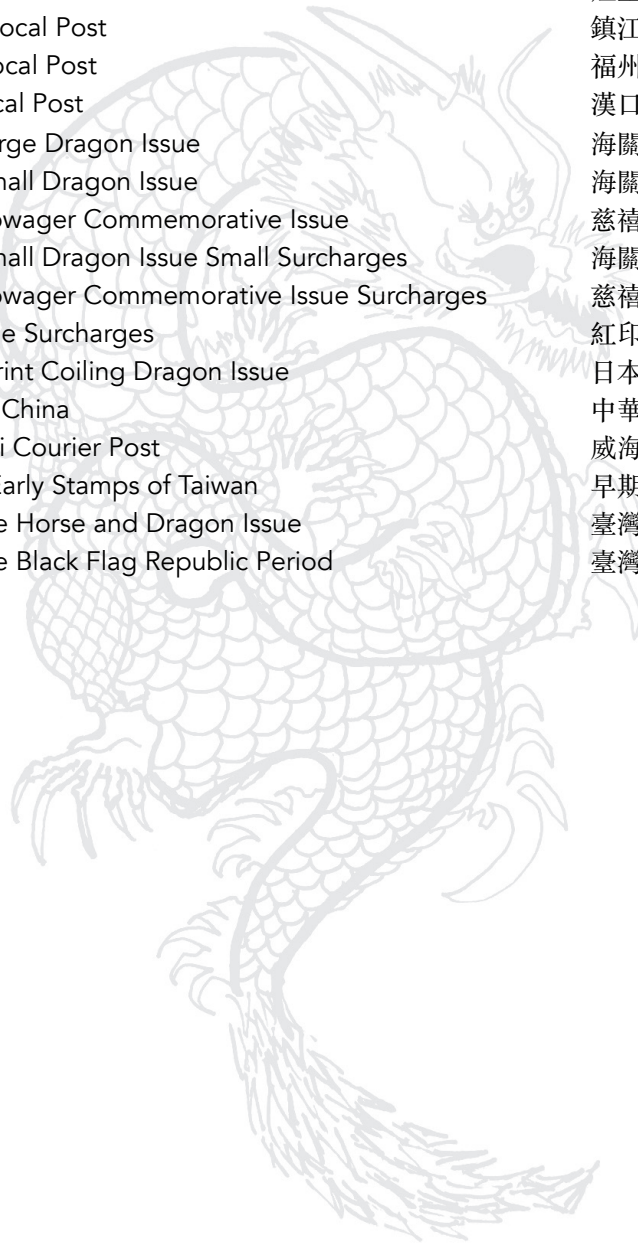 ocal Post 鎮江
ocal Post 福州
cal Post 漢口
rge Dragon Issue 海關
mall Dragon Issue 海關
owager Commemorative Issue 慈禧
mall Dragon Issue Small Surcharges 海關
owager Commemorative Issue Surcharges 慈禧
e Surcharges 紅印
rint Coiling Dragon Issue 日本
China 中華
i Courier Post 威海
Early Stamps of Taiwan 早期
e Horse and Dragon Issue 臺灣
e Black Flag Republic Period 臺灣